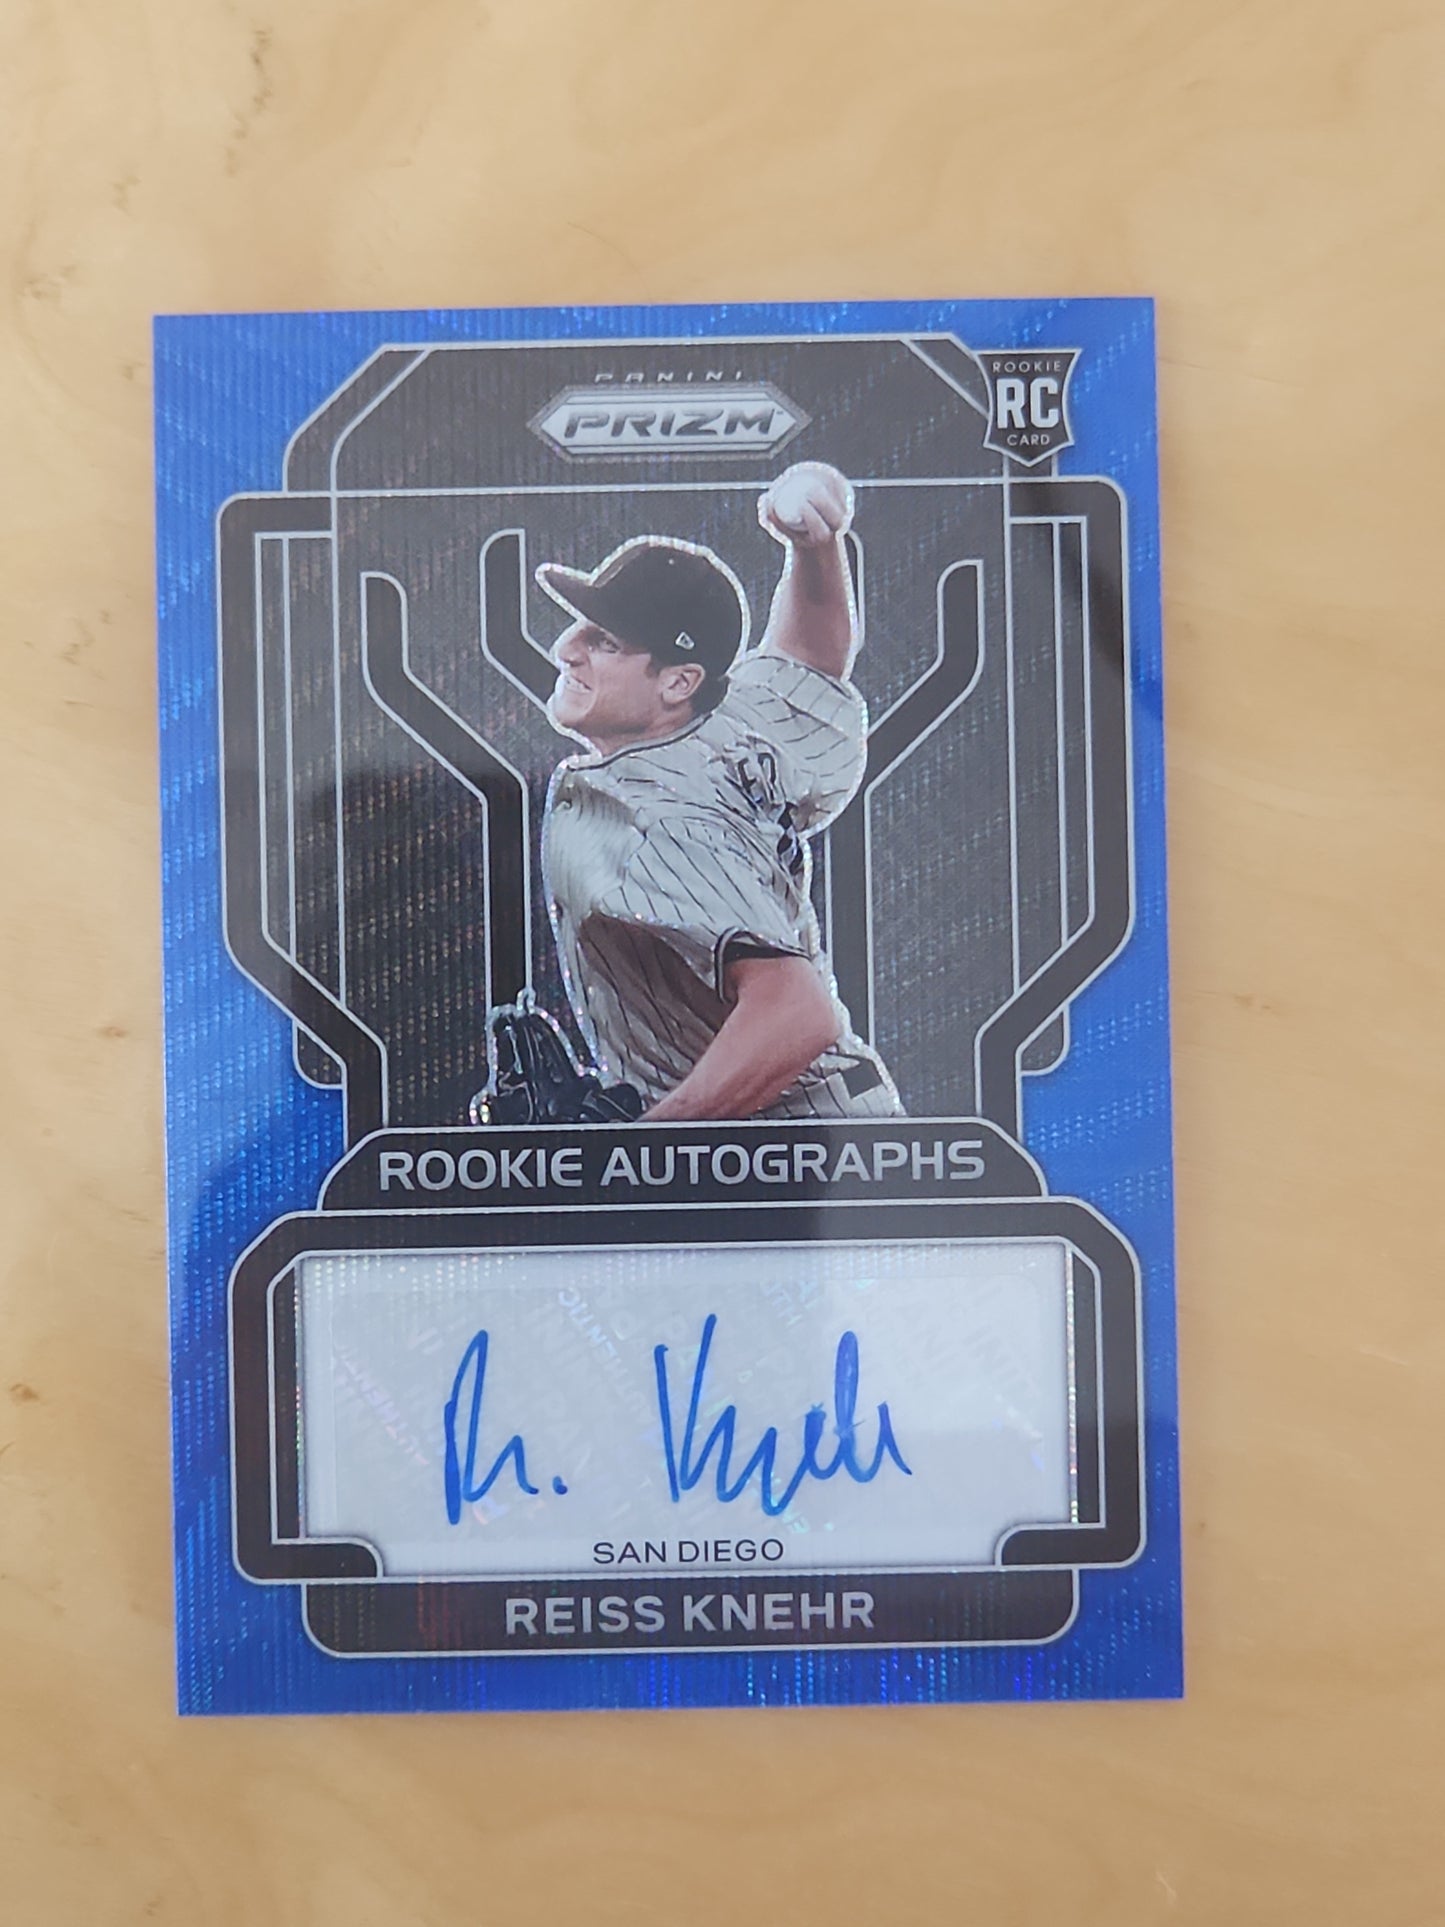 PANINI
PRIZM
ROOKIE
RC
CARD
ROOKIE AUTOGRAPHS
R. Knehr
SAN DIEGO
REISS KNEHR